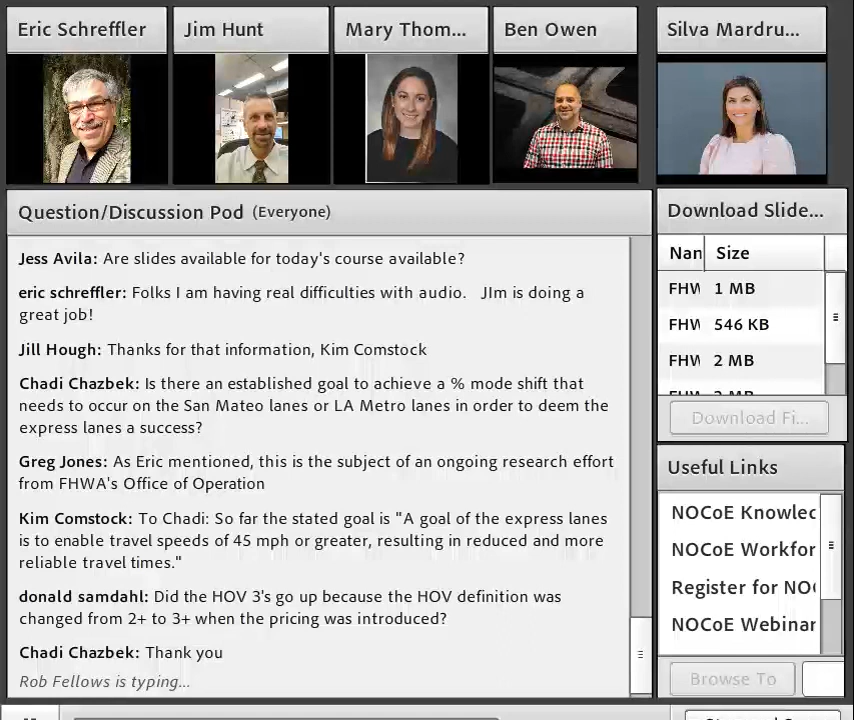 Eric Schreffler
Jim Hunt
Mary Thom...
Ben Owen
Silva Mardru...
Question/Discussion Pod (Everyone)
Jess Avila: Are slides available for today's course available?
eric schreffler: Folks I am having real difficulties with audio. JIm is doing a
great job!
Jill Hough: Thanks for that information, Kim Comstock
Chadi Chazbek: Is there an established goal to achieve a % mode shift that
needs to occur on the San Mateo lanes or LA Metro lanes in order to deem the
express lanes a success?
Greg Jones: As Eric mentioned, this is the subject of an ongoing research effort
from FHWA's Office of Operation
Kim Comstock: To Chadi: So far the stated goal is "A goal of the express lanes
is to enable travel speeds of 45 mph or greater, resulting in reduced and more
reliable travel times."
donald samdahl: Did the HOV 3's go up because the HOV definition was
changed from 2+ to 3+ when the pricing was introduced?
Chadi Chazbek: Thank you
Rob Fellows is typing...
Download Slide...
Nan Size
FHW 1 MB
FHW 546 KB
FHW 2 MB
Download Fi...
Useful Links
NOCoE Knowlec
NOCoE Workfor
Register for NO
NOCoE Webinar
Browse To